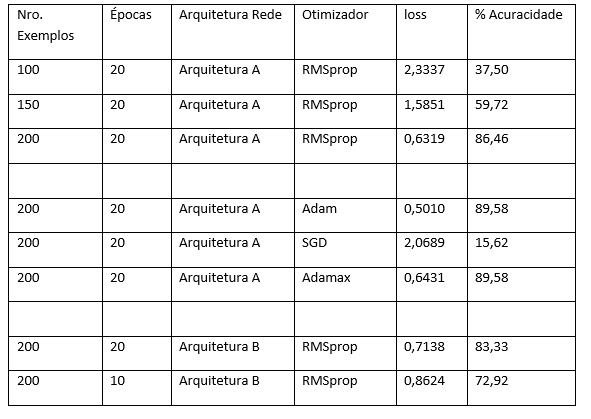 Nro. Exemplos Épocas Arquitetura Rede Otimizador loss % Acuracidade
100 20 Arquitetura A RMSprop 2,3337 37,50
150 20 Arquitetura A RMSprop 1,5851 59,72
200 20 Arquitetura A RMSprop 0,6319 86,46
200 20 Arquitetura A Adam 0,5010 89,58
200 20 Arquitetura A SGD 2,0689 15,62
200 20 Arquitetura A Adamax 0,6431 89,58
200 20 Arquitetura B RMSprop 0,7138 83,33
200 10 Arquitetura B RMSprop 0,8624 72,92